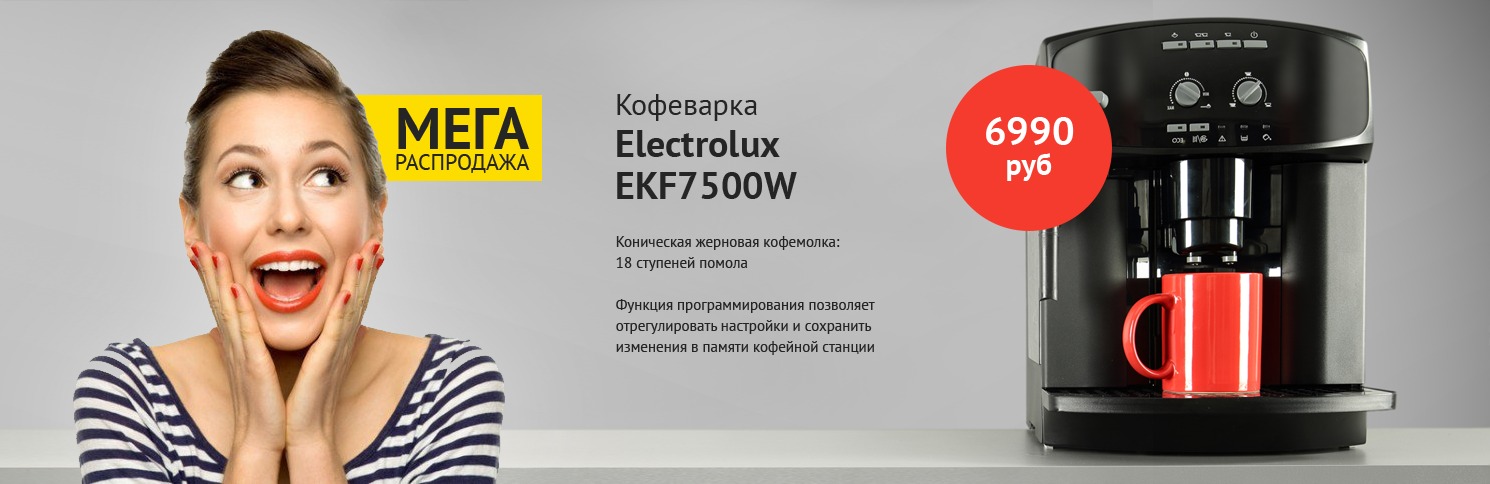 МЕГА
РАСПРОДАЖА
Кофеварка
Electrolux
EKF7500W
Коническая жерновая кофемолка:
18 ступеней помола
Функция программирования позволяет
отрегулировать настройки и сохранить
изменения в памяти кофейной станции
6990
руб